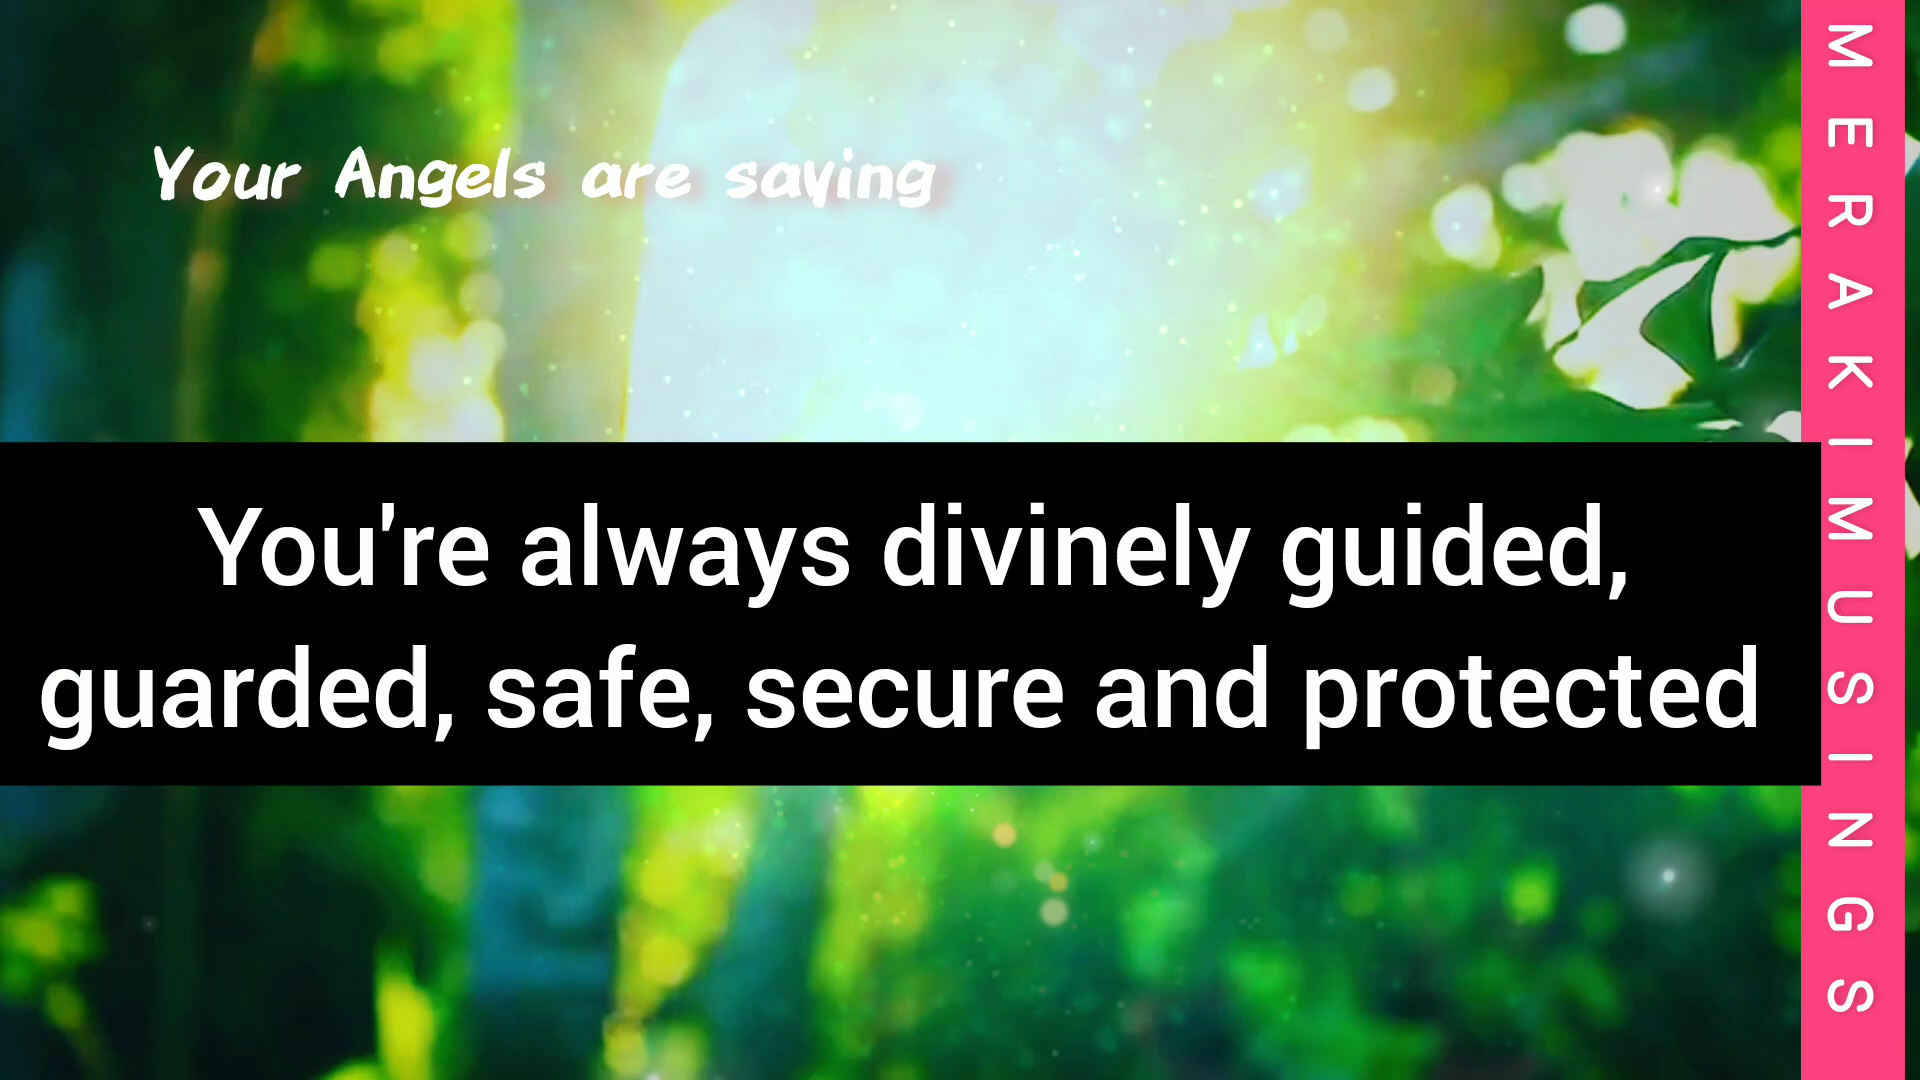 Your Angels are saying
You're always divinely guided,
guarded, safe, secure and protected
MERAKIMUSINGS